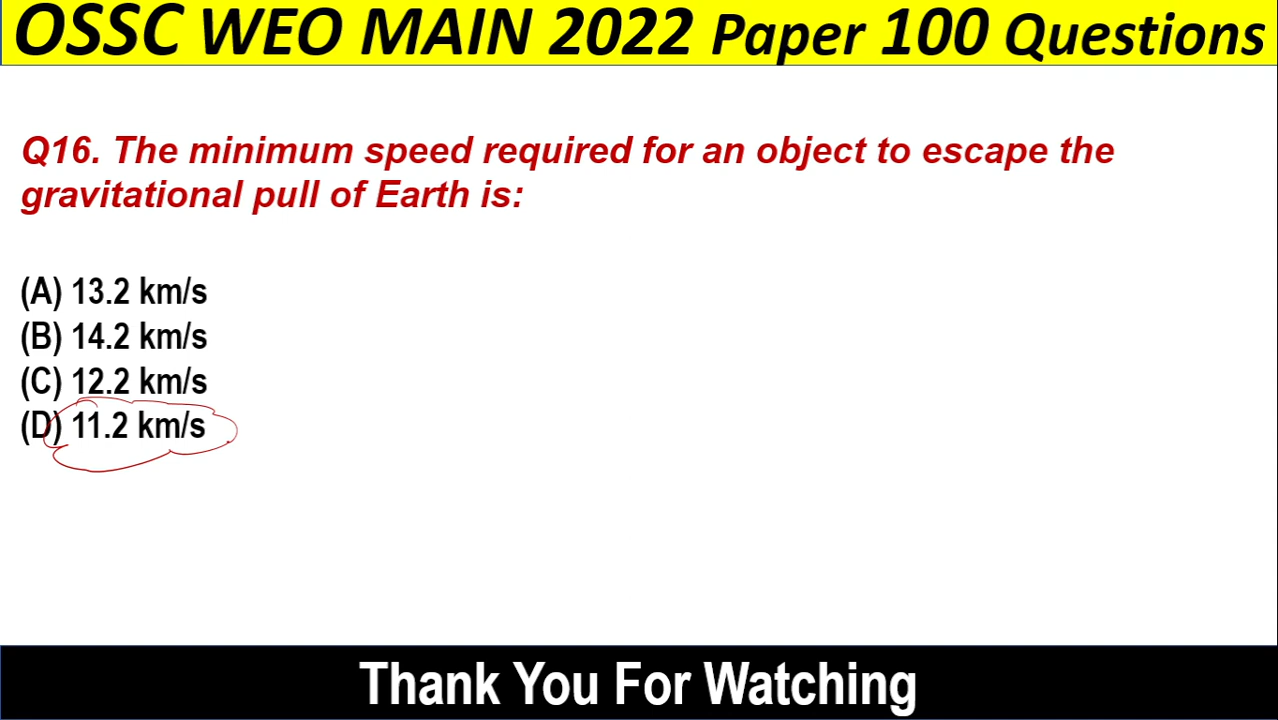 OSSC WEO MAIN 2022 Paper 100 Questions
Q16. The minimum speed required for an object to escape the
gravitational pull of Earth is:
(A) 13.2 km/s
(B) 14.2 km/s
(C) 12.2 km/s
(D) 11.2 km/s
Thank You For Watching